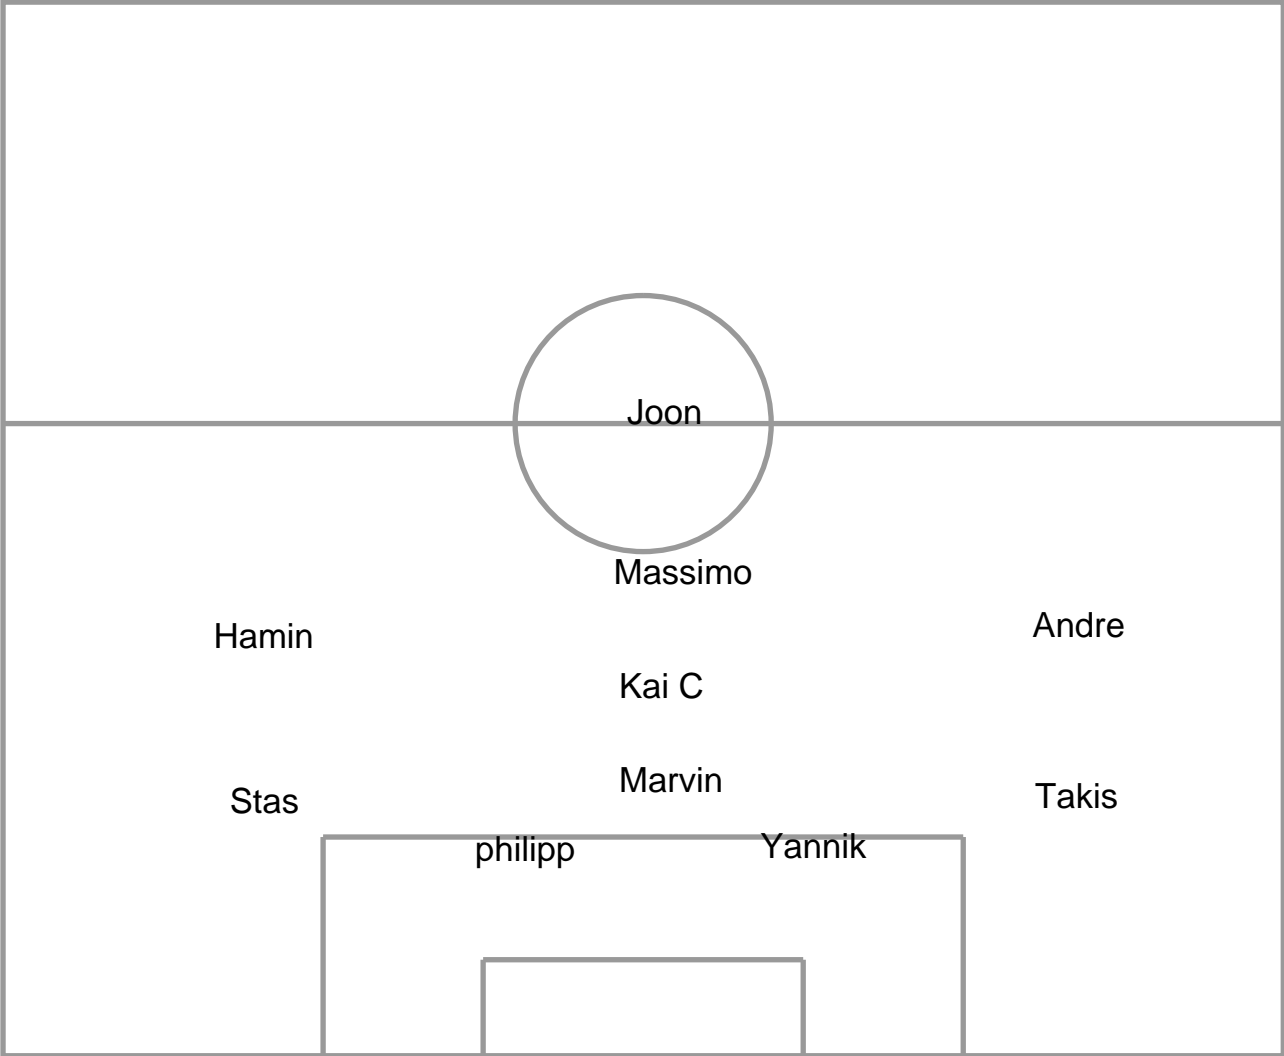 Joon
Massimo
Andre
Hamin
Kai C
Marvin
Takis
Stas
Yannik
philipp